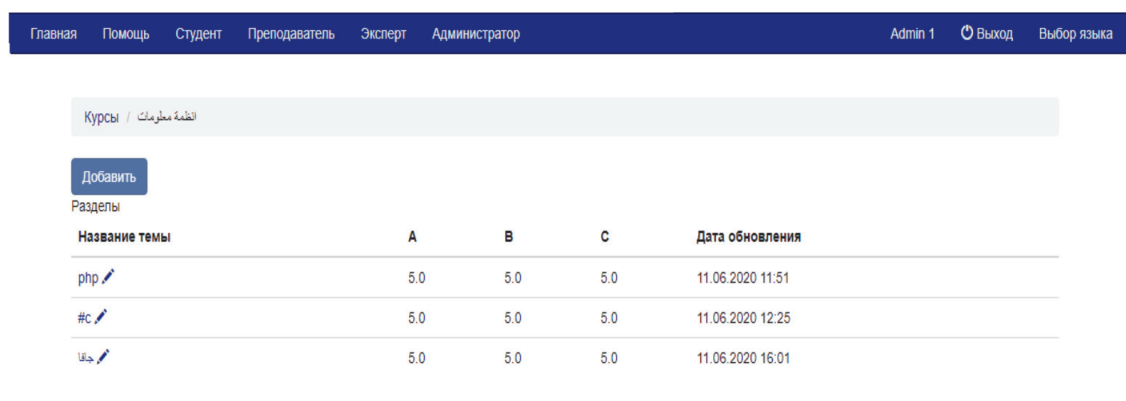 Главная Помощь Студент Преподаватель Эксперт Администратор Admin 1 Выход Выбор языка
Курсы / انظمة معلومات
Добавить
Разделы
Название темы A B C Дата обновления
php 5.0 5.0 5.0 11.06.2020 11:51
#c 5.0 5.0 5.0 11.06.2020 12:25
جافا 5.0 5.0 5.0 11.06.2020 16:01